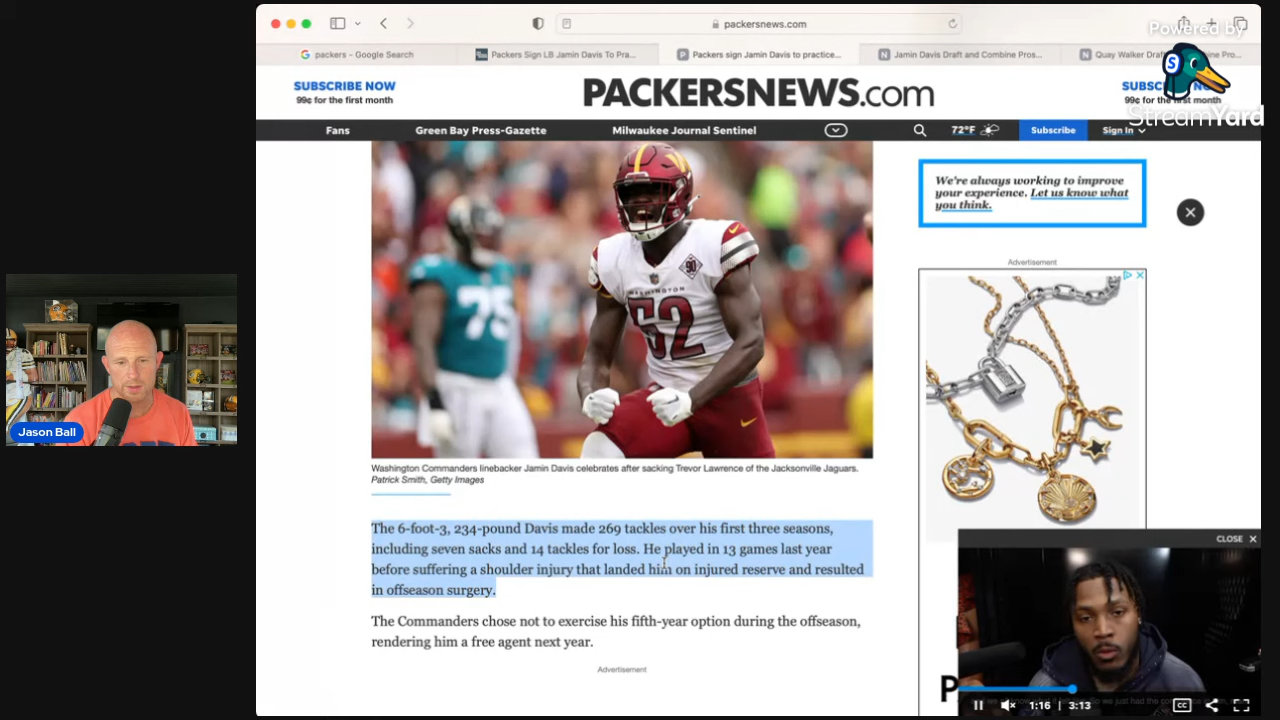 packersnews.com
Powered by
StreamYard
packers - Google Search
Packers Sign LB Jamin Davis To Pra...
Packers sign Jamin Davis to practice...
Jamin Davis Draft and Combine Pros...
SUBSCRIBE NOW
99¢ for the first month
PACKERSNEWS.com
99¢ for the first month
Fans
Green Bay Press-Gazette
Milwaukee Journal Sentinel
72°F
Subscribe
Sign In
We're always working to improve
your experience. Let us know what
you think.
Advertisement
75
WASHINGTON
52
90
Jason Ball
Washington Commanders linebacker Jamin Davis celebrates after sacking Trevor Lawrence of the Jacksonville Jaguars.
Patrick Smith, Getty Images
The 6-foot-3, 234-pound Davis made 269 tackles over his first three seasons,
including seven sacks and 14 tackles for loss. He played in 13 games last year
before suffering a shoulder injury that landed him on injured reserve and resulted
in offseason surgery.
The Commanders chose not to exercise his fifth-year option during the offseason,
rendering him a free agent next year.
Advertisement
CLOSE
1:16 | 3:13
CC